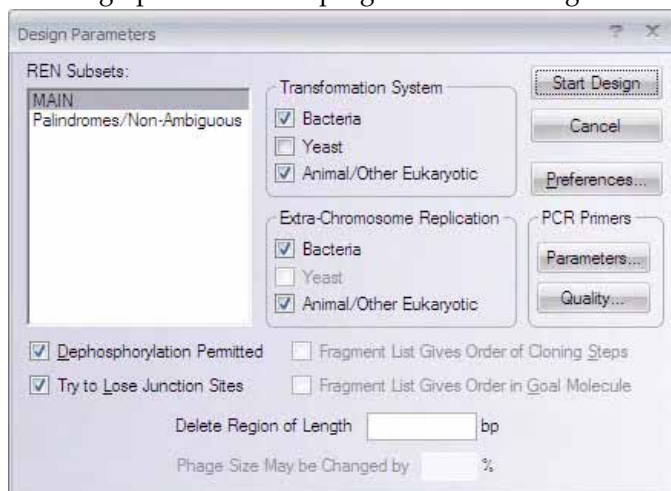 Design Parameters
REN Subsets:
MAIN
Palindromes/Non-Ambiguous
Transformation System
Bacteria
Yeast
Animal/Other Eukaryotic
Extra-Chromosome Replication
Bacteria
Yeast
Animal/Other Eukaryotic
Start Design
Cancel
Preferences...
PCR Primers
Parameters...
Quality...
Dephosphorylation Permitted
Fragment List Gives Order of Cloning Steps
Try to Lose Junction Sites
Fragment List Gives Order in Goal Molecule
Delete Region of Length bp
Phage Size May be Changed by %